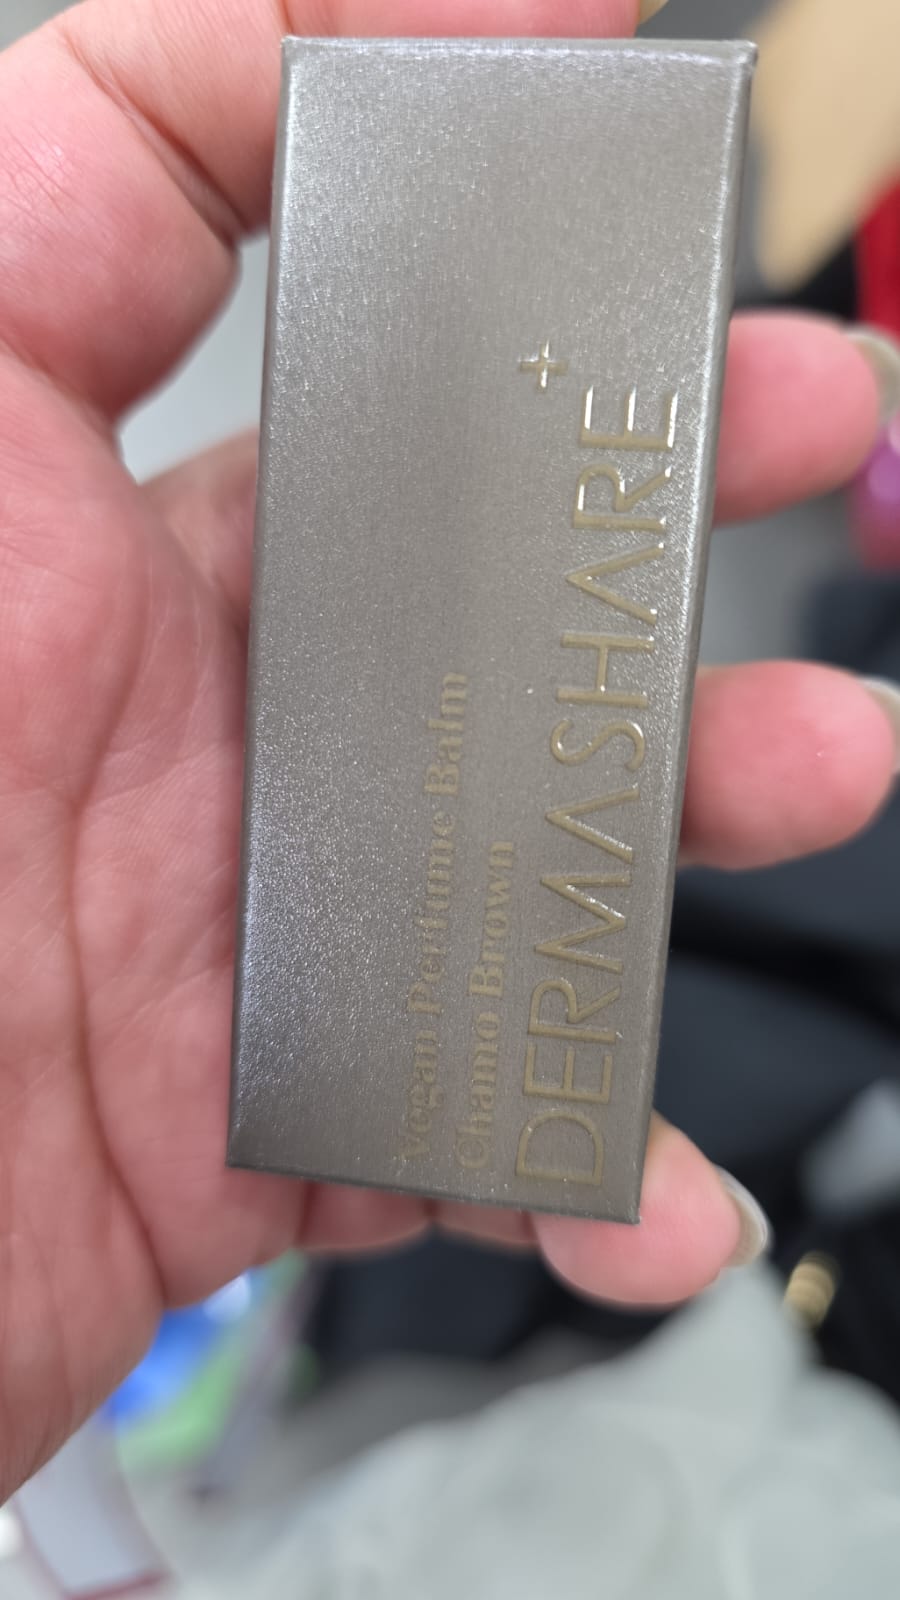 Vegan Perfume Balm
Chamo Brown
DERMASHARE+